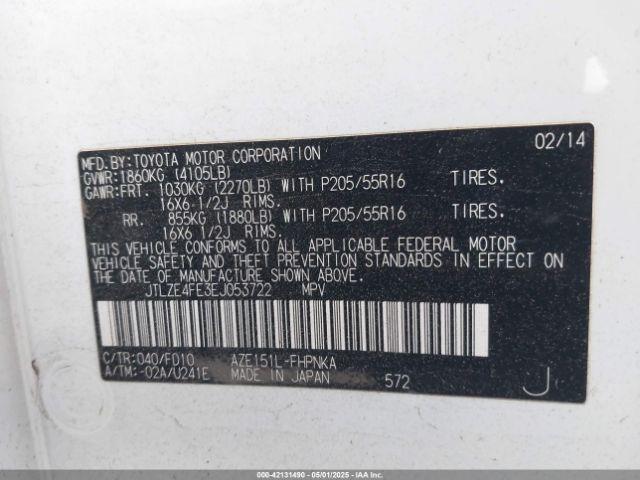 02/14
MFD.BY:TOYOTA MOTOR CORPORATION
GVWR:1860KG (4105LB)
GAWR:FRT. 1030KG (2270LB) WITH P205/55R16 TIRES.
16X6 1/2J RIMS.
RR. 855KG (1880LB) WITH P205/55R16 TIRES.
16X6 1/2J RIMS.
THIS VEHICLE CONFORMS TO ALL APPLICABLE FEDERAL MOTOR
VEHICLE SAFETY AND THEFT PREVENTION STANDARDS IN EFFECT ON
THE DATE OF MANUFACTURE SHOWN ABOVE.
JTLZE4FE3EJ053722 MPV
C/TR:040/FD10 AZE151L-FHPNKA
A/TM:-02A/U241E MADE IN JAPAN 572 J
000-42131490 - 05/01/2025 - IAA Inc.